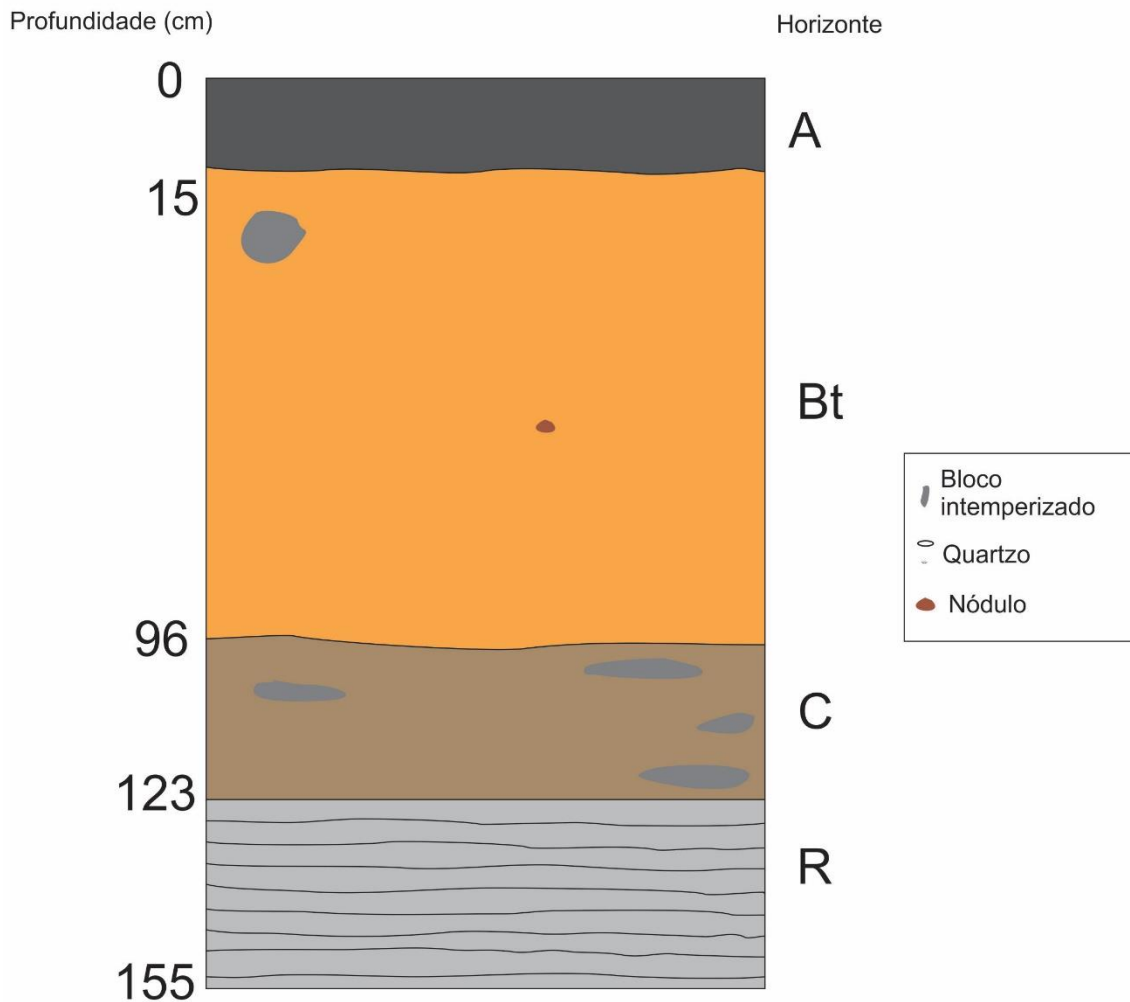 Profundidade (cm)
Horizonte
0
A
15
Bt
Bloco
intemperizado
Quartzo
Nódulo
96
C
123
R
155